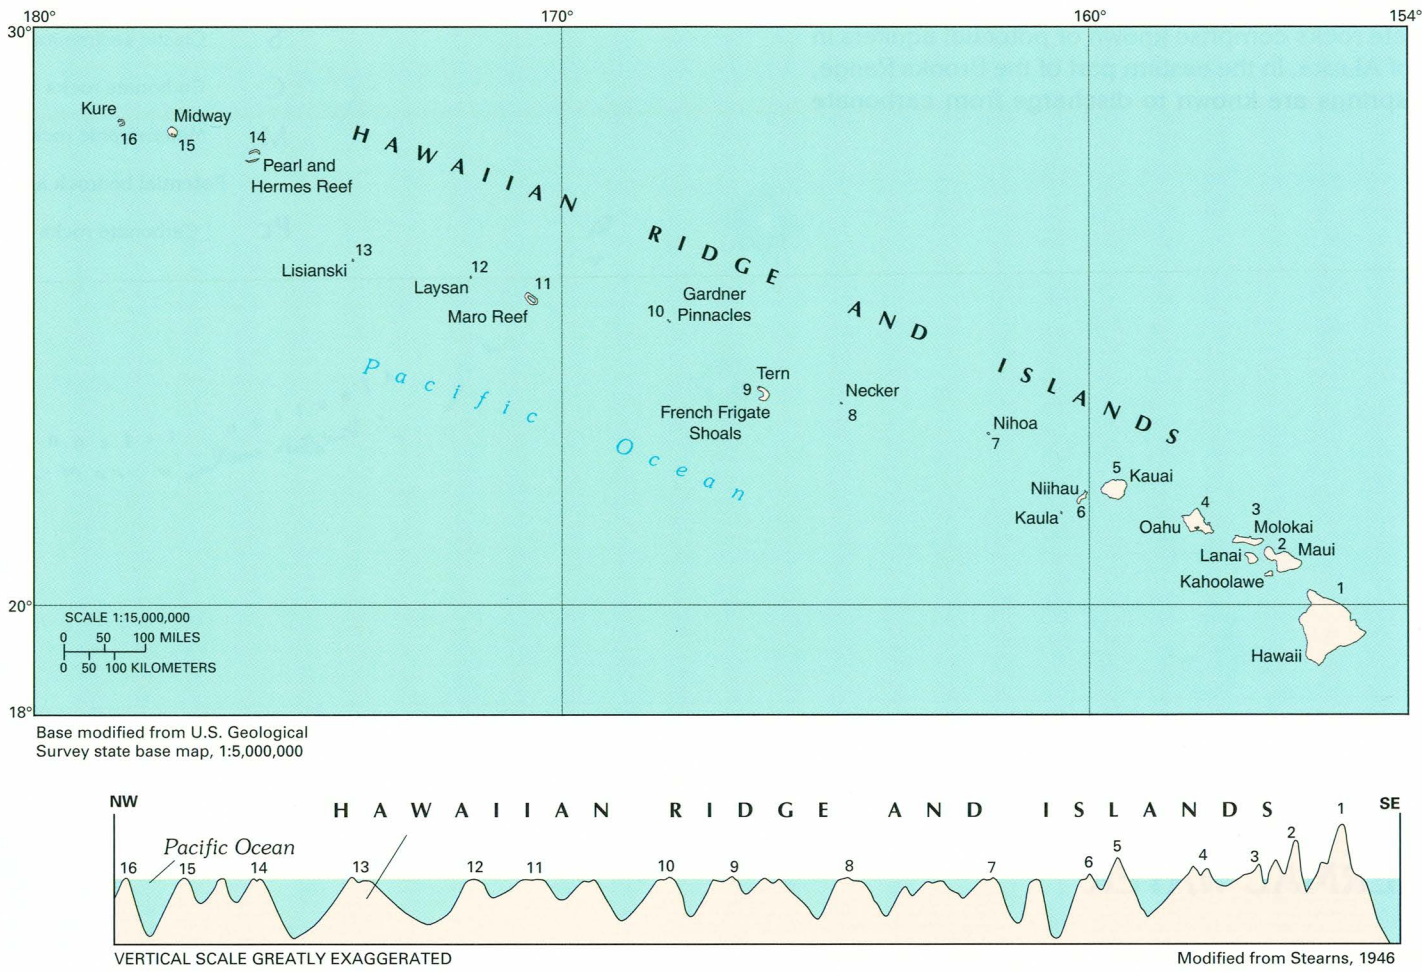 180° 170° 160° 154°
30°
Kure
16
Midway
15
14
Pearl and
Hermes Reef
HAWAIIAN RIDGE AND ISLANDS
13
Lisianski
12
Laysan
11
Maro Reef
Gardner
10 Pinnacles
Pacific Ocean
Tern
9
French Frigate
Shoals
Necker
8
Nihoa
7
5
Kauai
Niihau
6
Kaula
4
Oahu
3
Molokai
2
Maui
Lanai
Kahoolawe
1
Hawaii
20°
SCALE 1:15,000,000
0 50 100 MILES
0 50 100 KILOMETERS
18°
Base modified from U.S. Geological
Survey state base map, 1:5,000,000
NW HAWAIIAN RIDGE AND ISLANDS SE
Pacific Ocean
16 15 14 13 12 11 10 9 8 7 6 5 4 3 2 1
VERTICAL SCALE GREATLY EXAGGERATED
Modified from Stearns, 1946